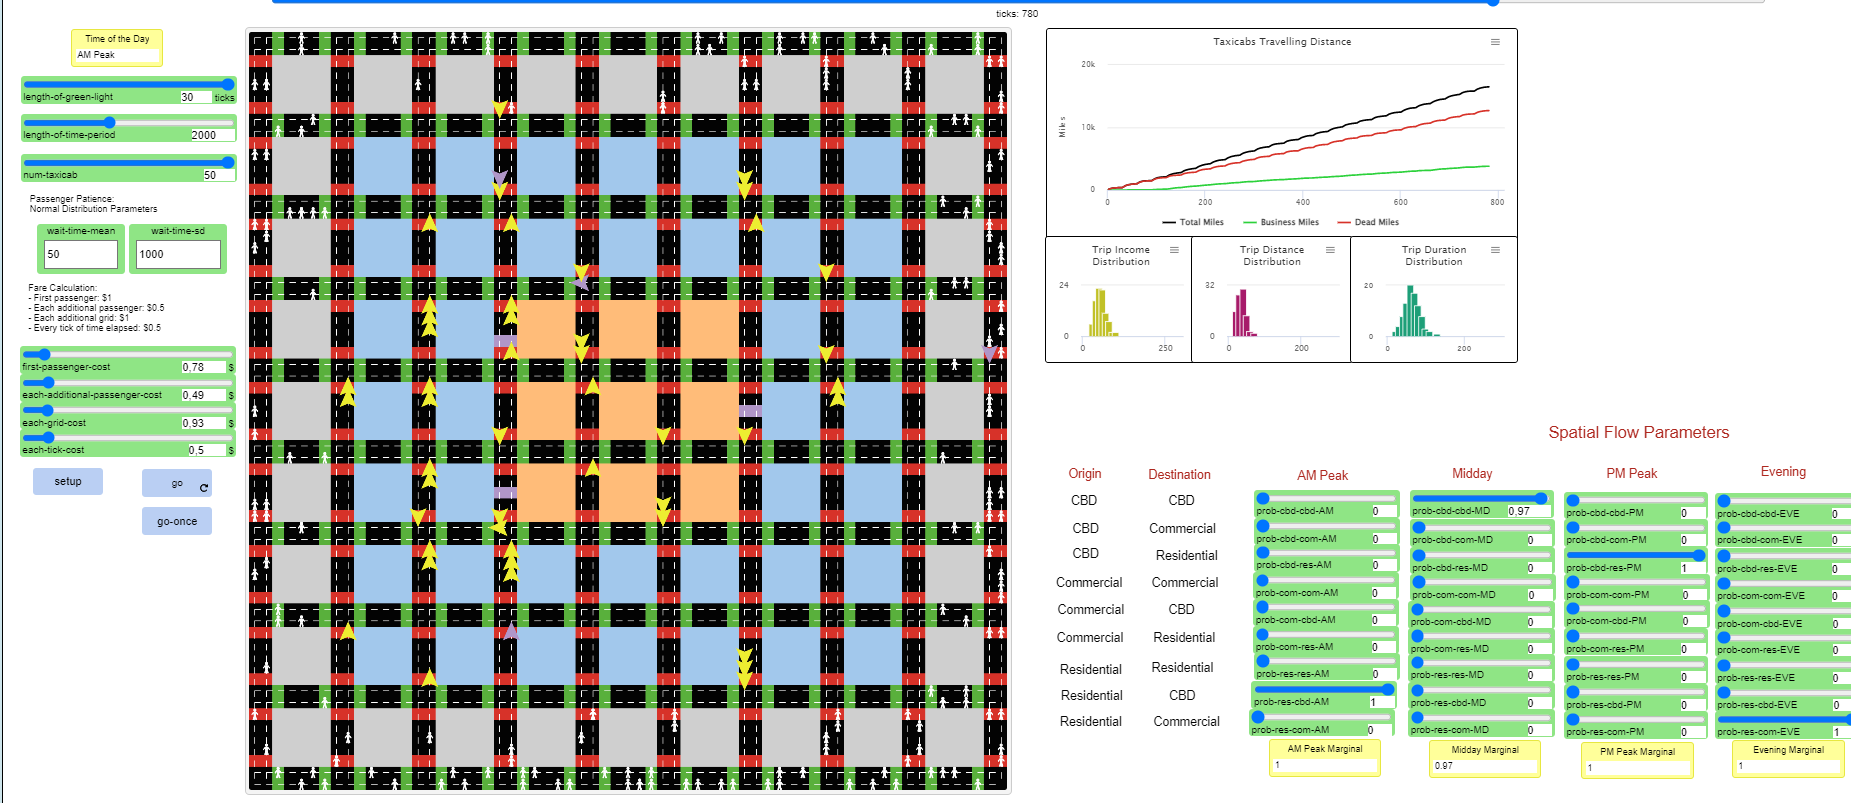 ticks: 780
Time of the Day
AM Peak
length-of-green-light 30 ticks
length-of-time-period 2000
num-taxicab 50
Passenger Patience:
Normal Distribution Parameters
wait-time-mean
50
wait-time-sd
1000
Fare Calculation:
- First passenger: $1
- Each additional passenger: $0.5
- Each additional grid: $1
- Every tick of time elapsed: $0.5
first-passenger-cost 0,78 $
each-additional-passenger-cost 0,49 $
each-grid-cost 0,93 $
each-tick-cost 0,5 $
setup
go
go-once
Taxicabs Travelling Distance
Miles
20k
10k
0
0 200 400 600 800
Total Miles Business Miles Dead Miles
Trip Income
Distribution
24
0
0 250
Trip Distance
Distribution
32
0
0 200
Trip Duration
Distribution
20
0
0 200
Spatial Flow Parameters
Origin Destination AM Peak Midday PM Peak Evening
CBD CBD
CBD Commercial
CBD Residential
Commercial Commercial
Commercial CBD
Commercial Residential
Residential Residential
Residential CBD
Residential Commercial
prob-cbd-cbd-AM 0
prob-cbd-com-AM 0
prob-cbd-res-AM 0
prob-com-com-AM 0
prob-com-cbd-AM 0
prob-com-res-AM 0
prob-res-res-AM 0
prob-res-cbd-AM 1
prob-res-com-AM 0
AM Peak Marginal
1
prob-cbd-cbd-MD 0,97
prob-cbd-com-MD 0
prob-cbd-res-MD 0
prob-com-com-MD 0
prob-com-cbd-MD 0
prob-com-res-MD 0
prob-res-res-MD 0
prob-res-cbd-MD 0
prob-res-com-MD 0
Midday Marginal
0.97
prob-cbd-cbd-PM 0
prob-cbd-com-PM 0
prob-cbd-res-PM 1
prob-com-com-PM 0
prob-com-cbd-PM 0
prob-com-res-PM 0
prob-res-res-PM 0
prob-res-cbd-PM 0
prob-res-com-PM 0
PM Peak Marginal
1
prob-cbd-cbd-EVE 0
prob-cbd-com-EVE 0
prob-cbd-res-EVE 0
prob-com-com-EVE 0
prob-com-cbd-EVE 0
prob-com-res-EVE 0
prob-res-res-EVE 0
prob-res-cbd-EVE 0
prob-res-com-EVE 1
Evening Marginal
1